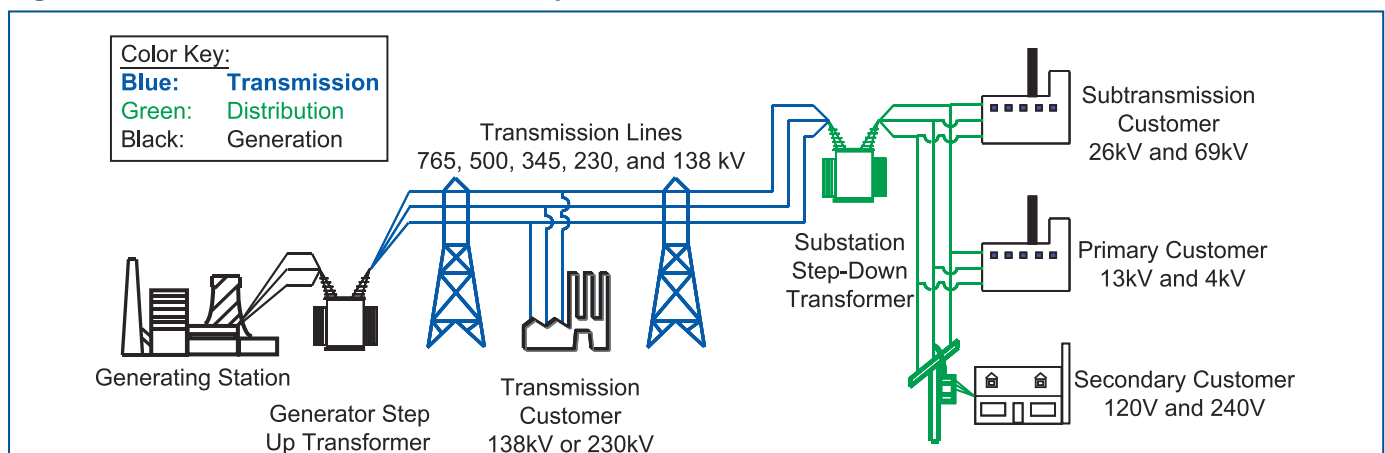 Color Key:
Blue: Transmission
Green: Distribution
Black: Generation
Transmission Lines
765, 500, 345, 230, and 138 kV
Subtransmission
Customer
26kV and 69kV
Substation
Step-Down
Transformer
Primary Customer
13kV and 4kV
Generating Station
Generator Step
Up Transformer
Transmission
Customer
138kV or 230kV
Secondary Customer
120V and 240V